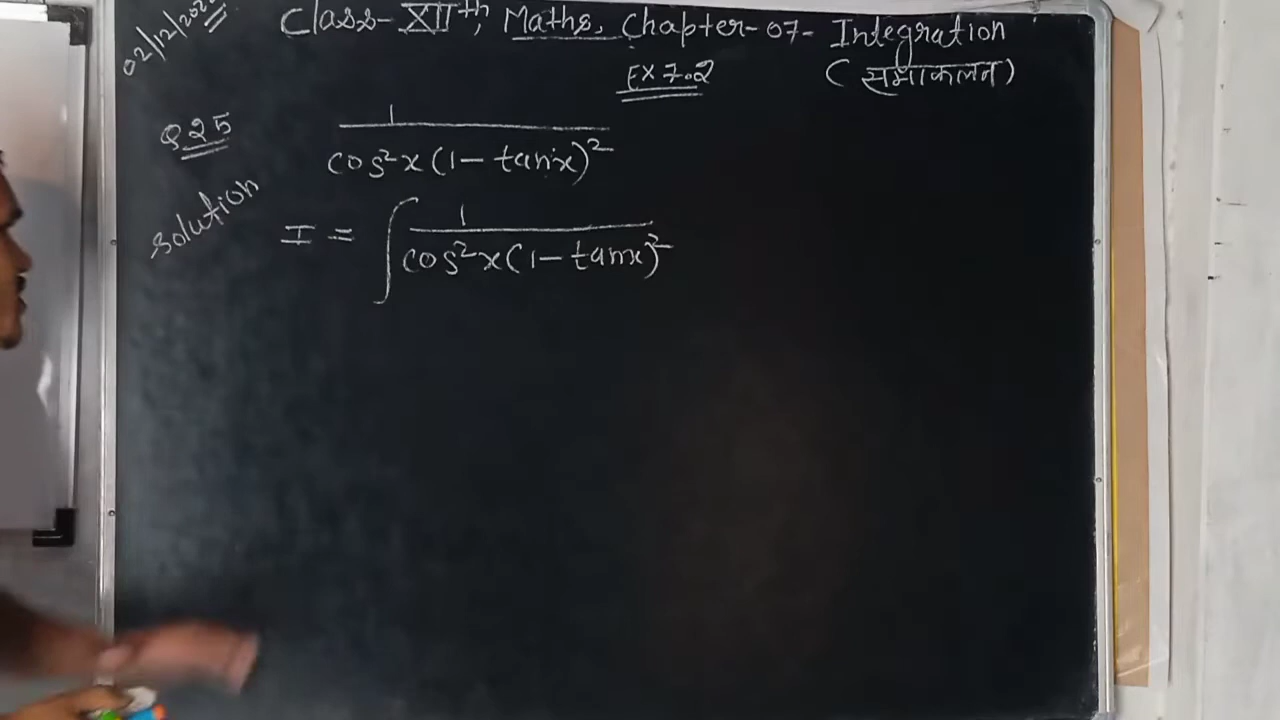 02/12/202
Class-XIIth, Maths, Chapter-07- Integration
EX 7.2
(समाकलन)
Q25
1
cos²x(1-tanx)²
Solution
I = ∫ 1
cos²x(1-tanx)²